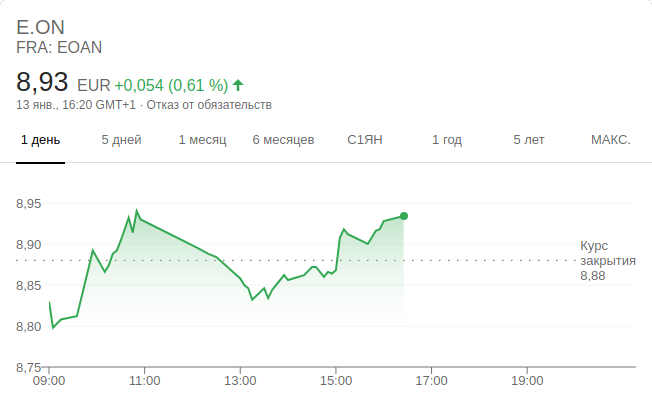 E.ON
FRA: EOAN
8,93 EUR +0,054 (0,61 %)
13 янв., 16:20 GMT+1 · Отказ от обязательств
1 день 5 дней 1 месяц 6 месяцев С1ЯН 1 год 5 лет МАКС.
8,95
8,90
8,85
8,80
8,75
Курс
закрытия
8,88
09:00 11:00 13:00 15:00 17:00 19:00